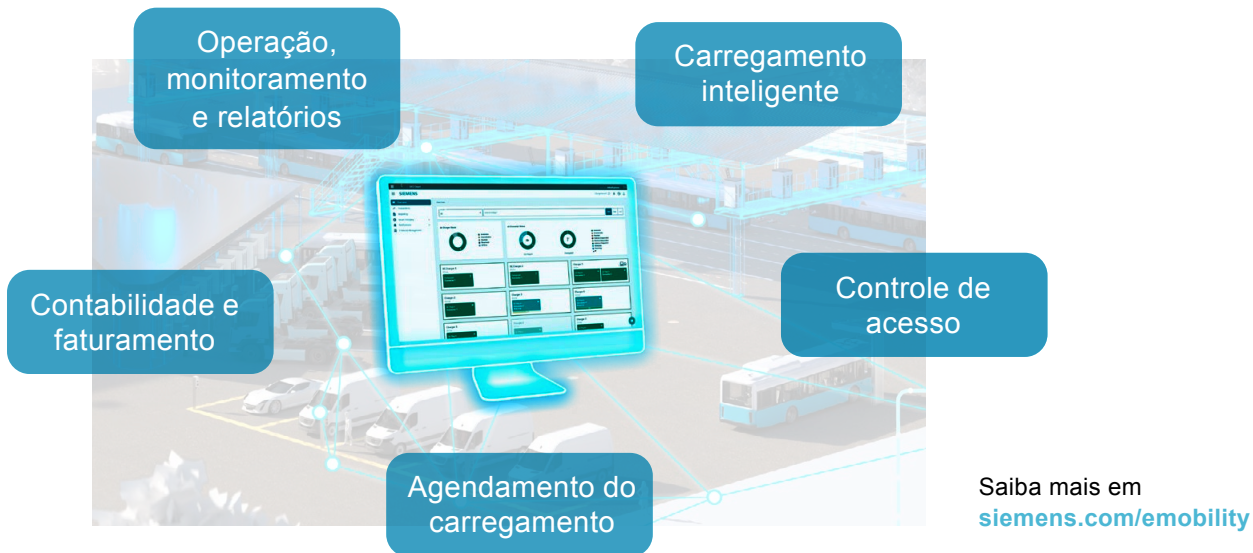 Operação,
monitoramento
e relatórios
Carregamento
inteligente
SIEMENS
Contabilidade e
faturamento
Controle de
acesso
Agendamento do
carregamento
Saiba mais em
siemens.com/emobility